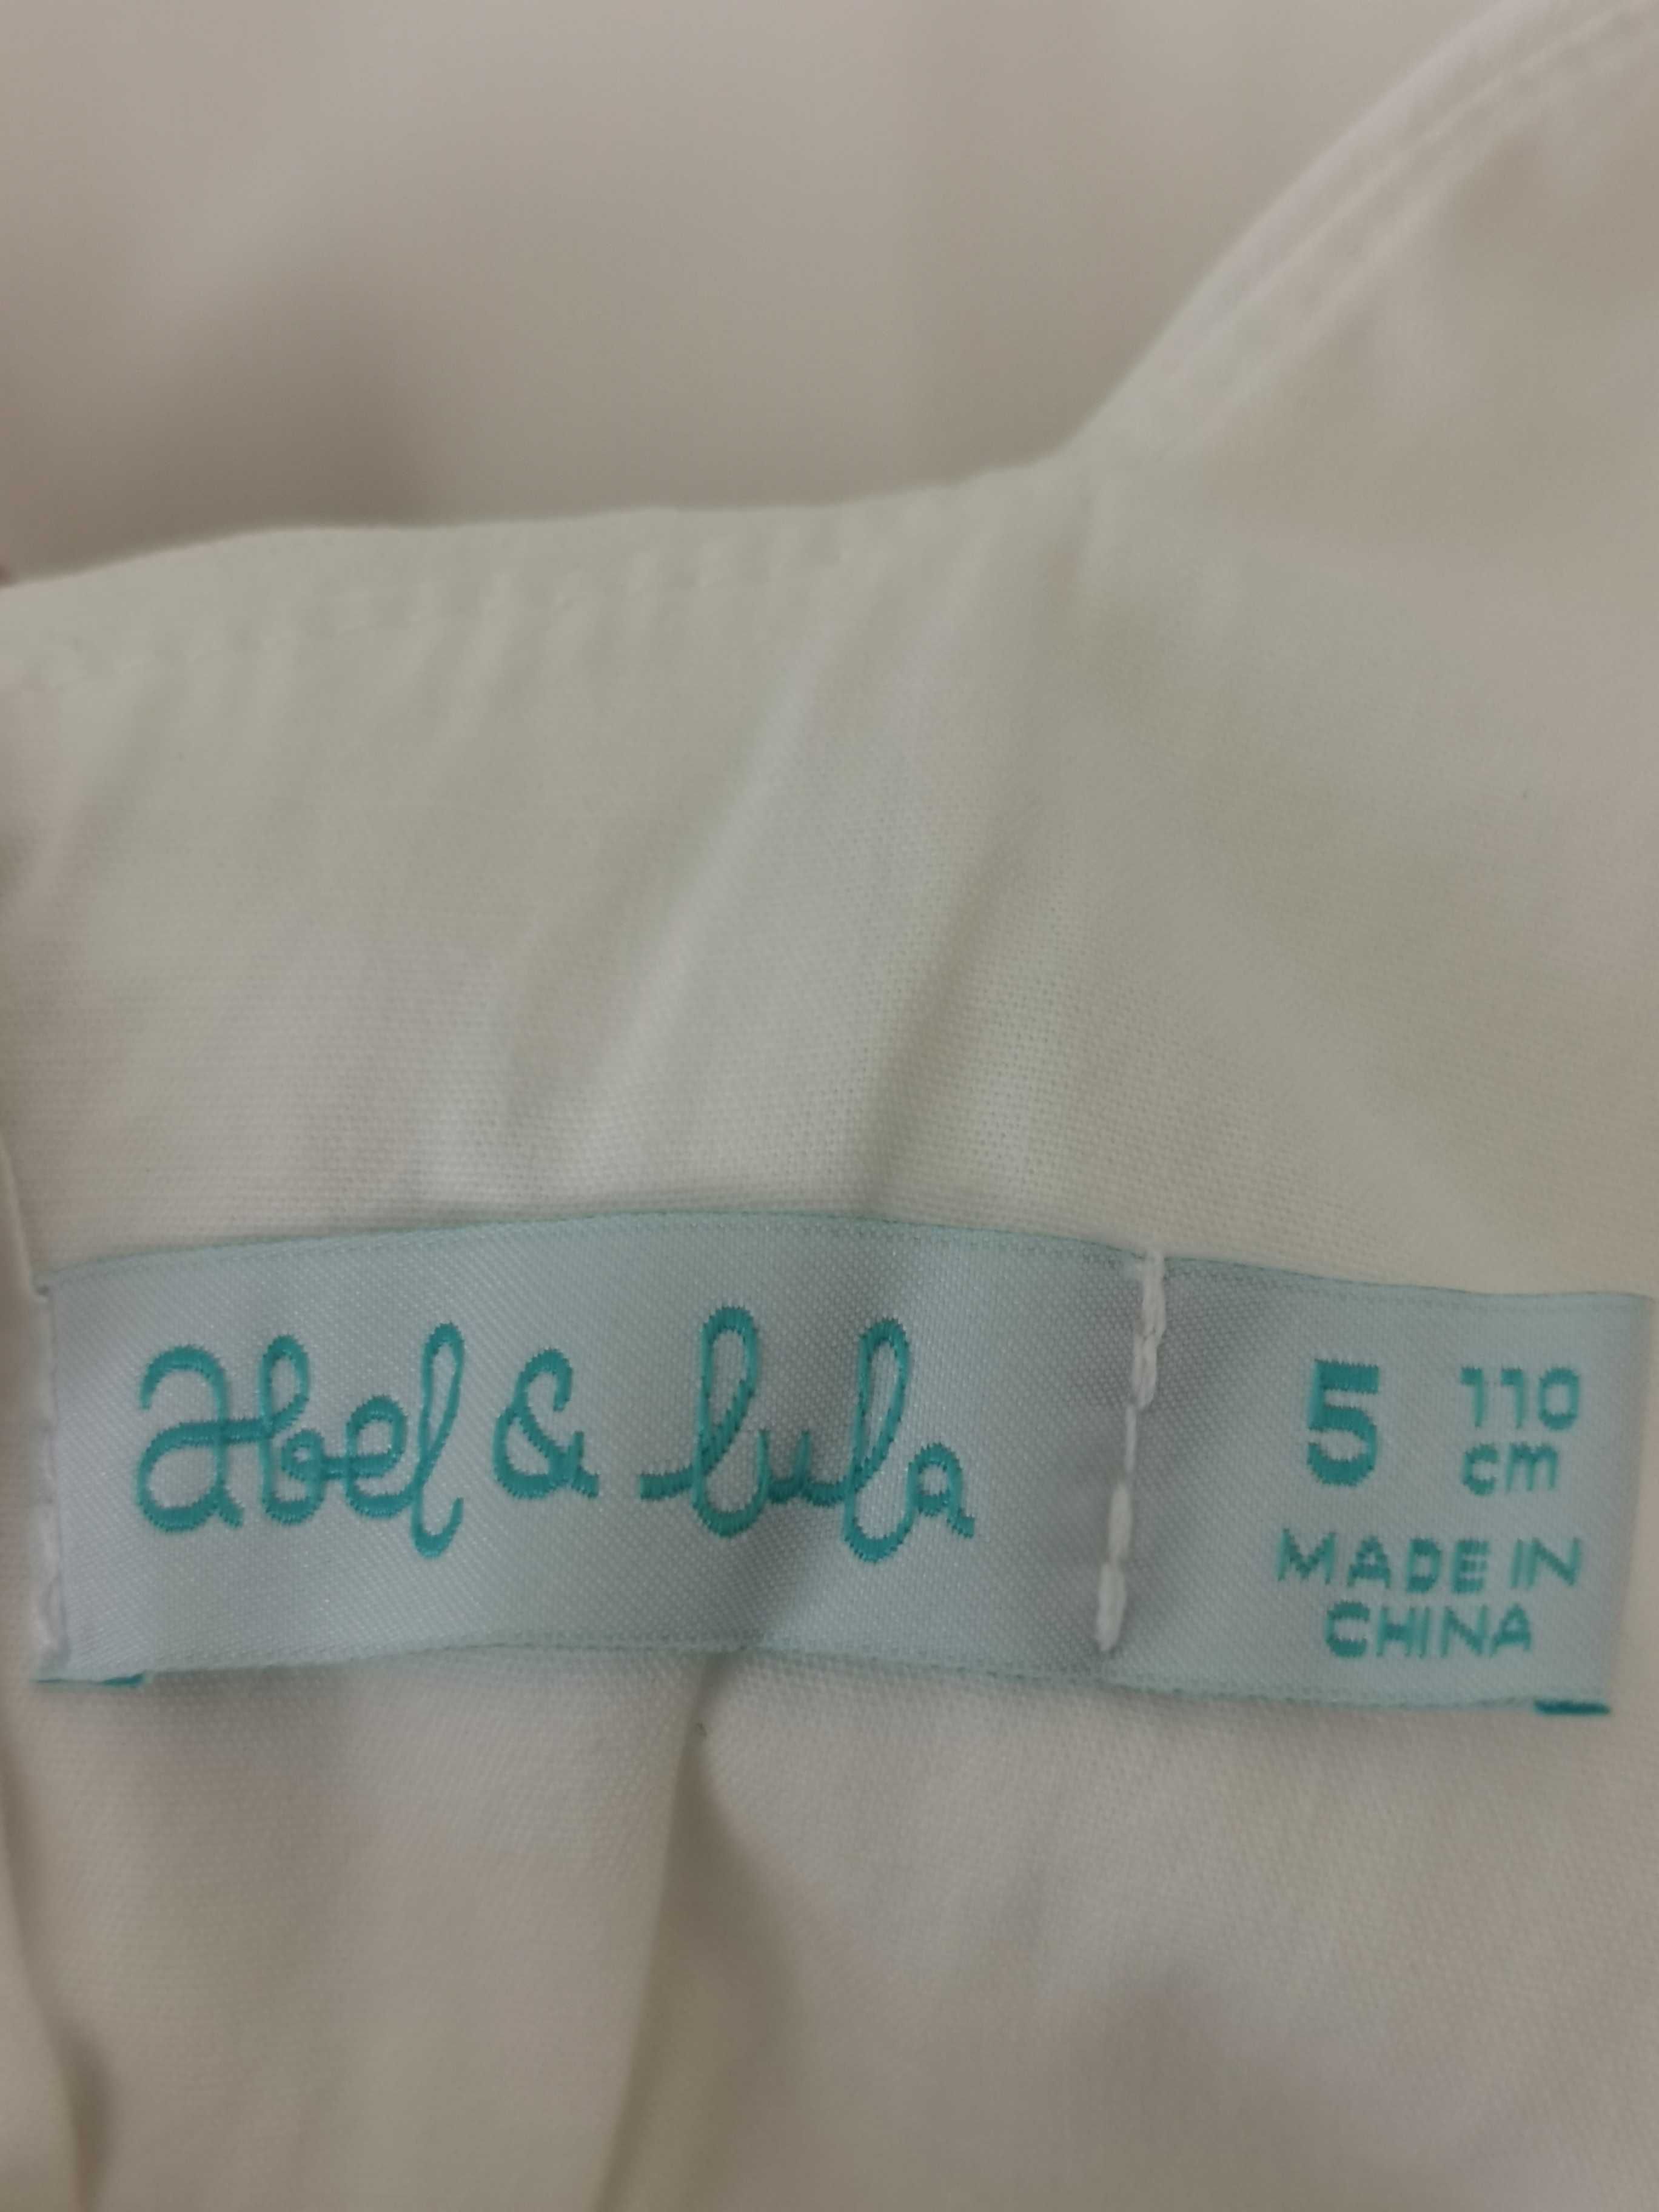 abel & lula
5 110
cm
MADE IN
CHINA